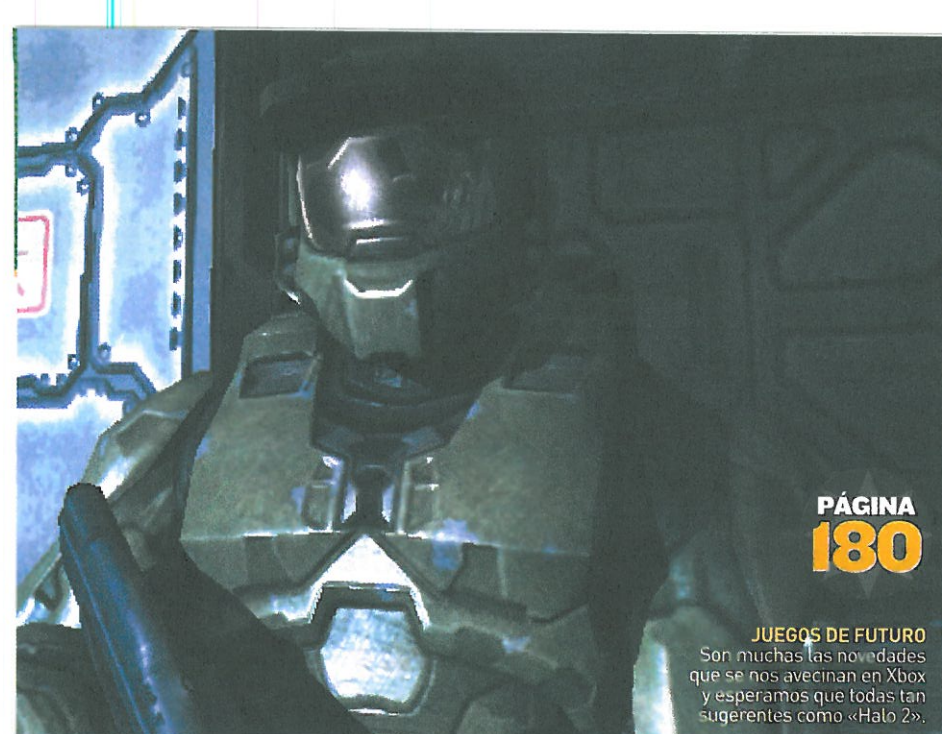 PÁGINA
180
JUEGOS DE FUTURO
Son muchas las novedades
que se nos avecinan en Xbox
y esperamos que todas tan
sugerentes como «Halo 2».